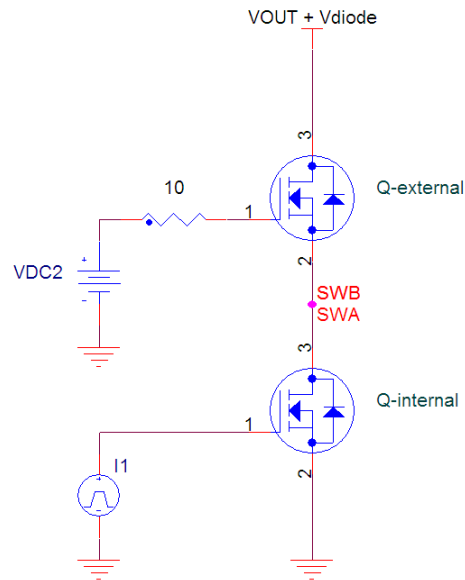 VOUT + Vdiode
3
10
Q-external
1
+
VDC2
-
2
SWB
SWA
3
Q-internal
1
I1
+
-
2